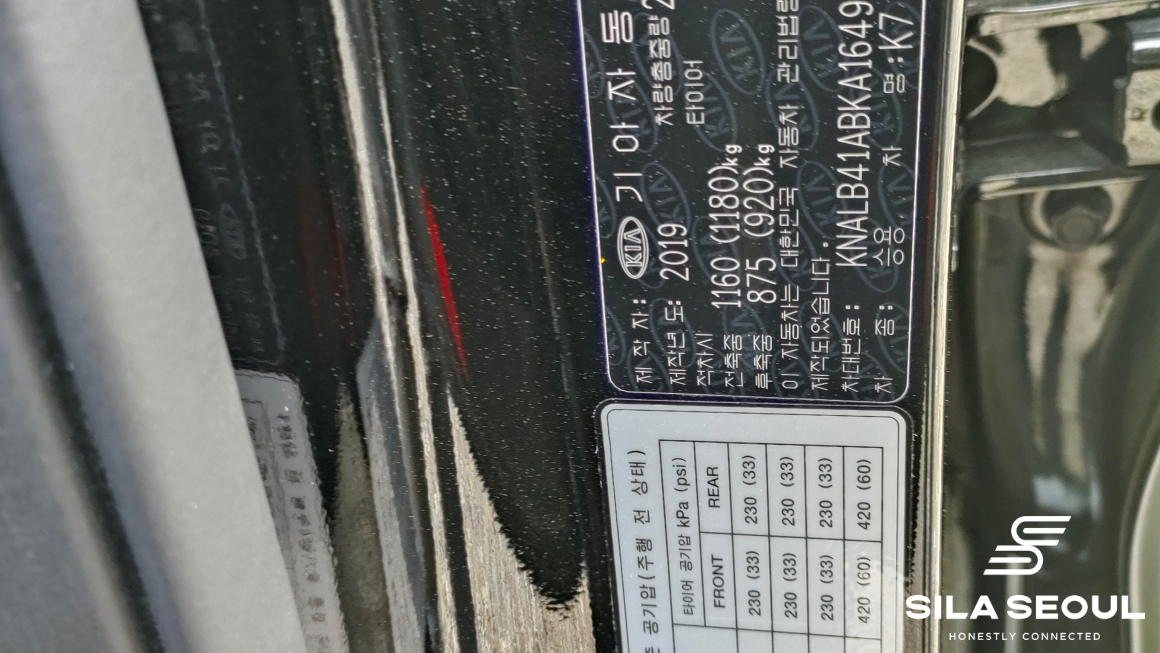 제 작 자: KIA 기 아 자 동
제작년 도: 2019 차량총중량
적차시 타이어
전축중 1160 (1180)kg
후축중 875 (920)kg
이 자동차는 대한민국 자동차 관리법령
제작되었습니다.
차대번호: KNALB41ABKA1649
차 종: 승용 차 명:K7
공기압(주행 전 상태)
타이어 공기압 kPa (psi)
FRONT REAR
230 (33) 230 (33)
230 (33) 230 (33)
230 (33) 230 (33)
420 (60) 420 (60)
SILA SEOUL
HONESTLY CONNECTED